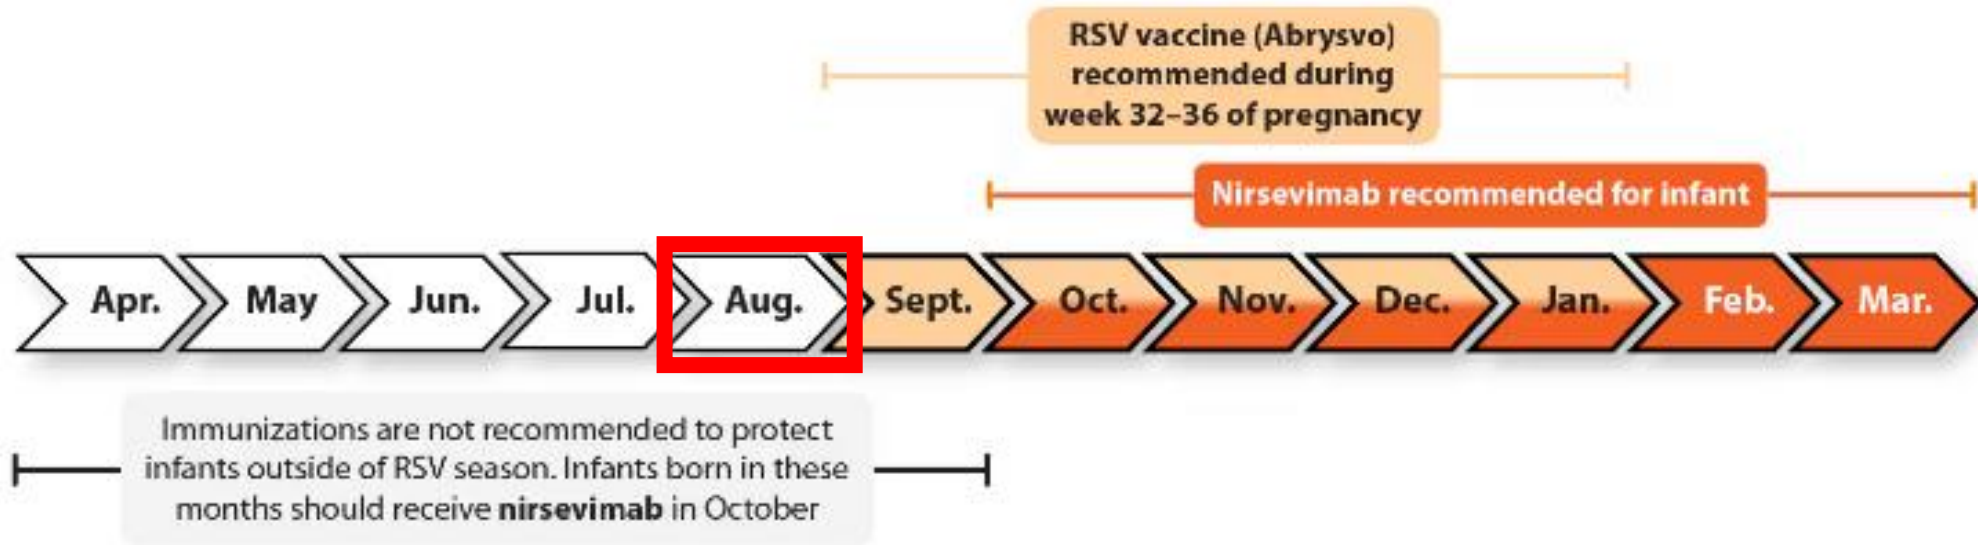 RSV vaccine (Abrysvo)
recommended during
week 32–36 of pregnancy
Nirsevimab recommended for infant
Apr. May Jun. Jul. Aug. Sept. Oct. Nov. Dec. Jan. Feb. Mar.
Immunizations are not recommended to protect
infants outside of RSV season. Infants born in these
months should receive nirsevimab in October